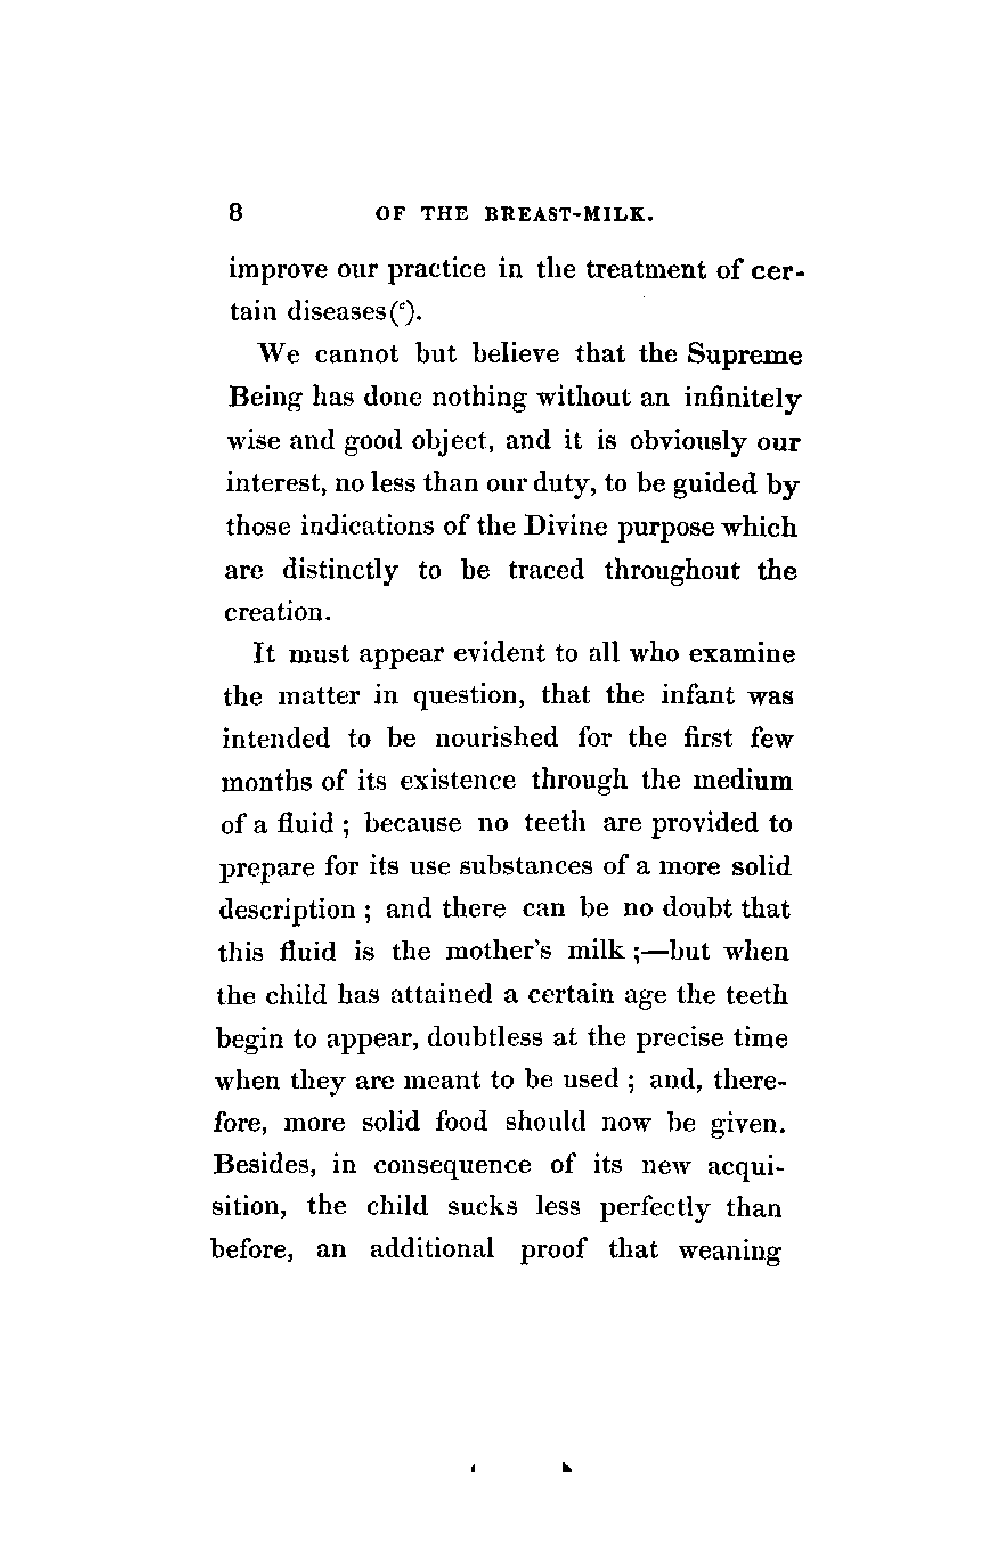 8 OF THE BREAST-MILK.
improve our practice in the treatment of cer-
tain diseases(c).
We cannot but believe that the Supreme
Being has done nothing without an infinitely
wise and good object, and it is obviously our
interest, no less than our duty, to be guided by
those indications of the Divine purpose which
are distinctly to be traced throughout the
creation.
It must appear evident to all who examine
the matter in question, that the infant was
intended to be nourished for the first few
months of its existence through the medium
of a fluid ; because no teeth are provided to
prepare for its use substances of a more solid
description ; and there can be no doubt that
this fluid is the mother's milk ;—but when
the child has attained a certain age the teeth
begin to appear, doubtless at the precise time
when they are meant to be used ; and, there-
fore, more solid food should now be given.
Besides, in consequence of its new acqui-
sition, the child sucks less perfectly than
before, an additional proof that weaning